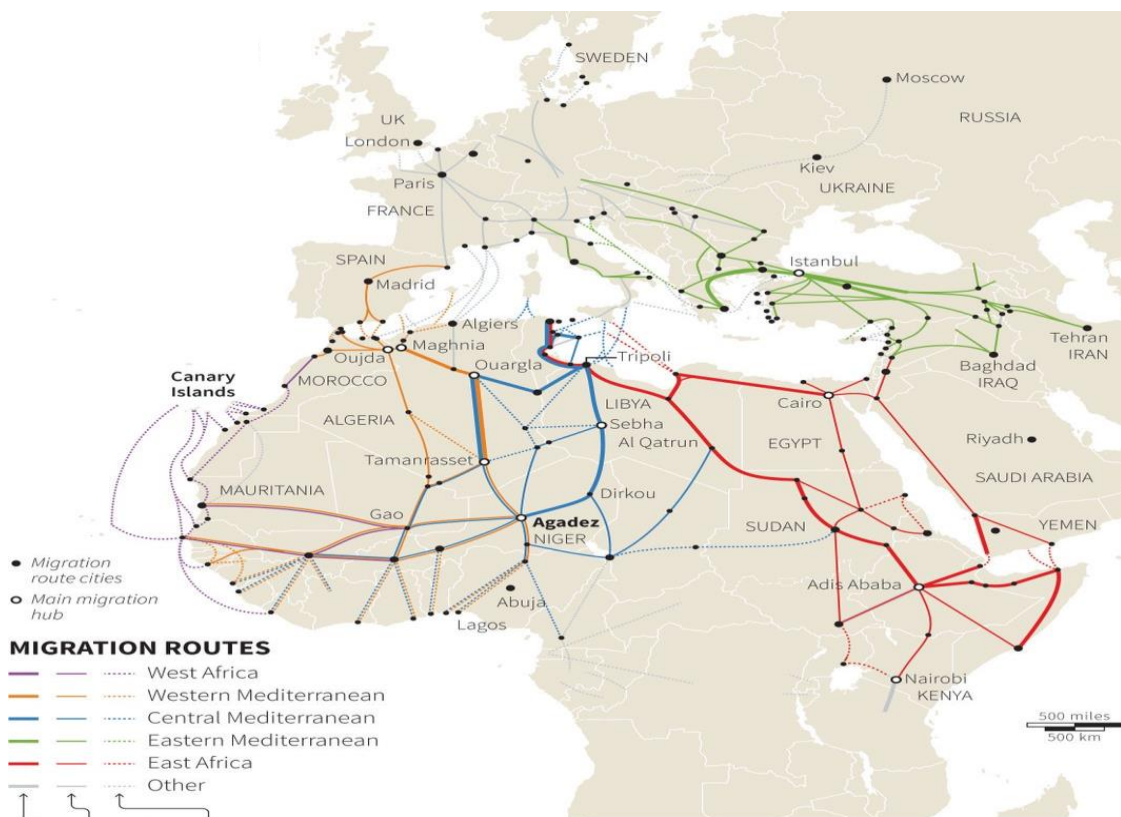 SWEDEN
Moscow
RUSSIA
UK
London
Kiev
UKRAINE
Paris
FRANCE
SPAIN
Madrid
Istanbul
Algiers
Tehran
IRAN
Oujda
Maghnia
Ouargla
Tripoli
Baghdad
IRAQ
Canary
Islands
MOROCCO
ALGERIA
LIBYA
Sebha
Al Qatrun
Cairo
EGYPT
Riyadh
SAUDI ARABIA
Tamanrasset
MAURITANIA
Dirkou
Gao
Agadez
NIGER
SUDAN
YEMEN
Abuja
Lagos
Adis Ababa
Nairobi
KENYA
Migration
route cities
Main migration
hub
MIGRATION ROUTES
West Africa
Western Mediterranean
Central Mediterranean
Eastern Mediterranean
East Africa
Other
500 miles
500 km